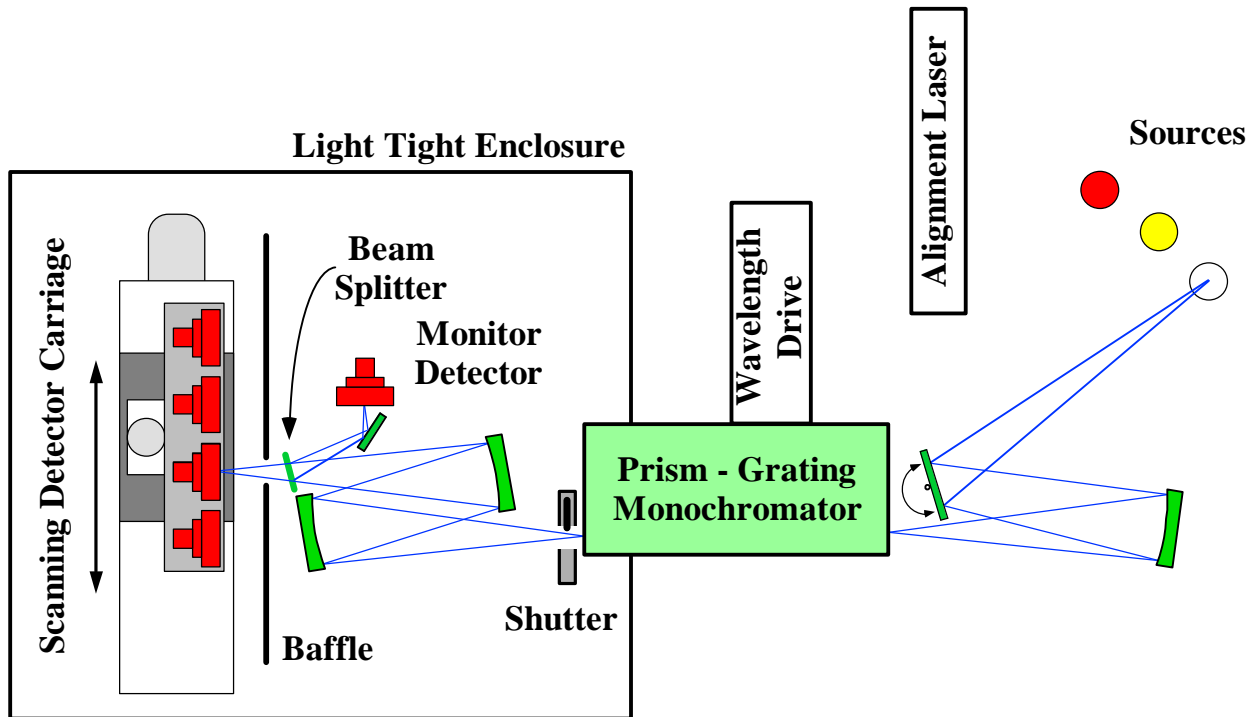 Alignment Laser
Sources
Light Tight Enclosure
Wavelength
Drive
Scanning Detector Carriage
Beam
Splitter
Monitor
Detector
Prism - Grating
Monochromator
Shutter
Baffle